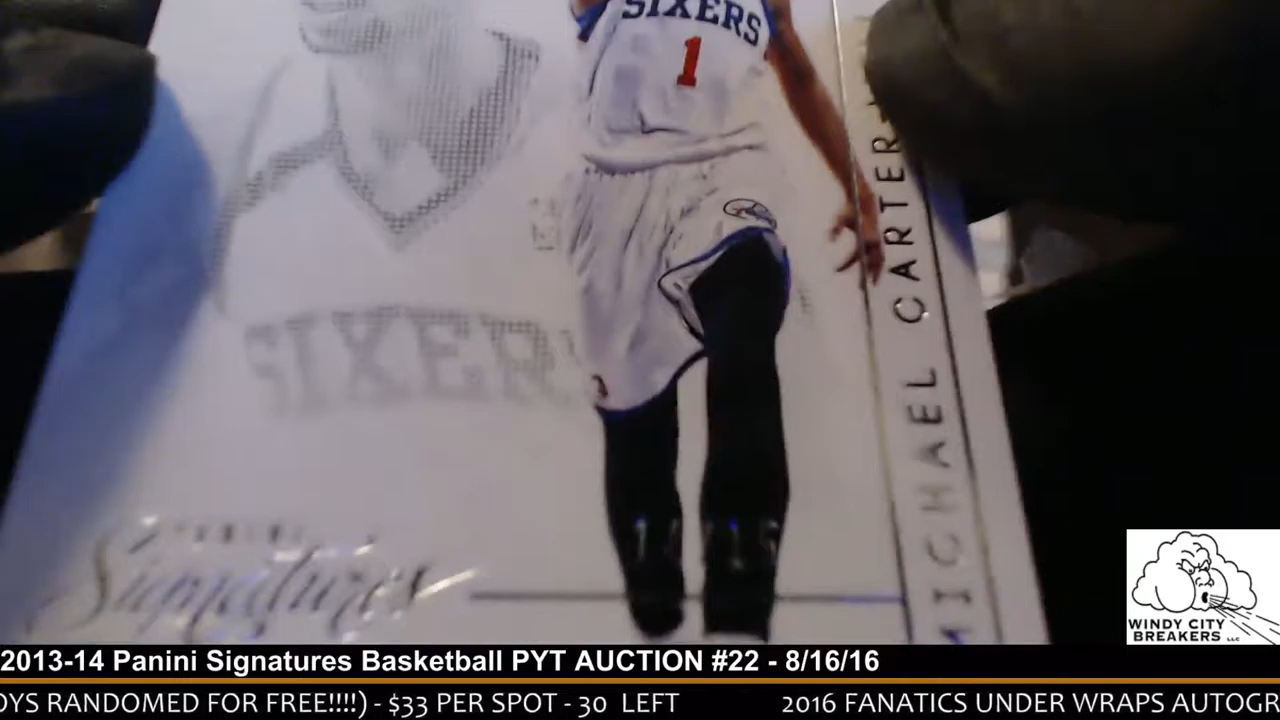 SIXERS
1
SIXERS
MICHAEL CARTER
Signatures
WINDY CITY
BREAKERS LLC
2013-14 Panini Signatures Basketball PYT AUCTION #22 - 8/16/16
OYS RANDOMED FOR FREE!!!!) - $33 PER SPOT - 30 LEFT 2016 FANATICS UNDER WRAPS AUTOGR